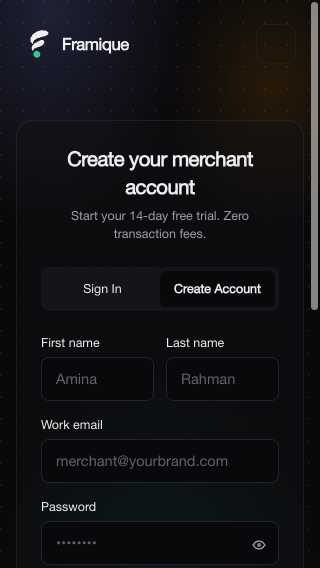 Framique
Create your merchant
account
Start your 14-day free trial. Zero
transaction fees.
Sign In
Create Account
First name
Last name
Amina
Rahman
Work email
merchant@yourbrand.com
Password
••••••••